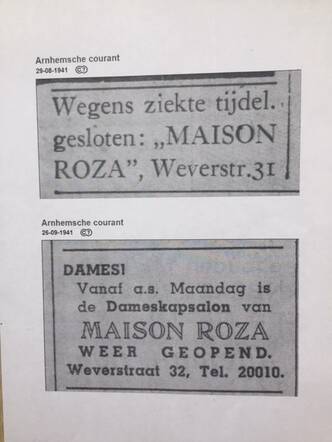 Arnhemsche courant
29-08-1941
Wegens ziekte tijdel.
gesloten: „MAISON
ROZA”, Weverstr.31
Arnhemsche courant
26-09-1941
DAMES!
Vanaf a.s. Maandag is
de Dameskapsalon van
MAISON ROZA
WEER GEOPEND.
Weverstraat 32, Tel. 20010.